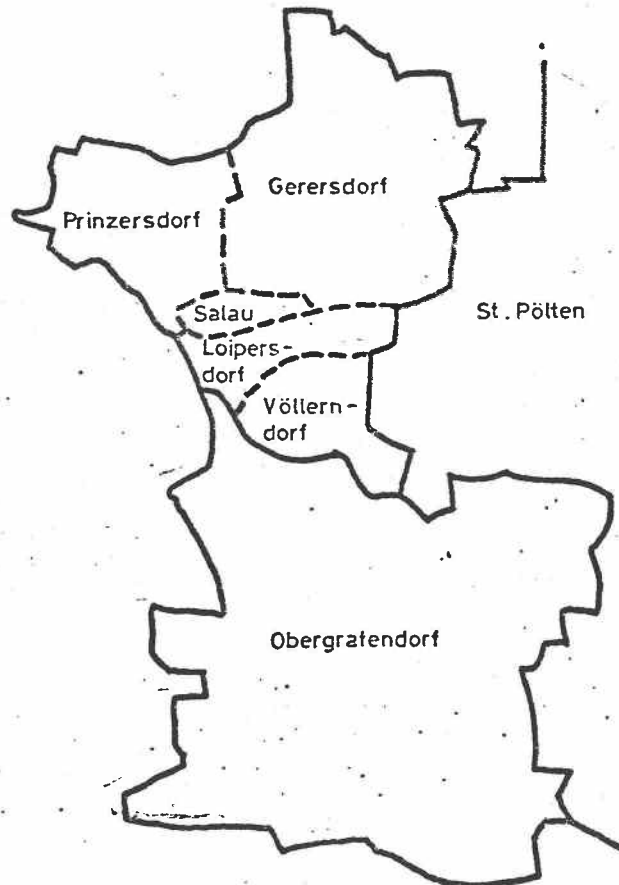 Gerersdorf
Prinzersdorf
Salau
St. Pölten
Loipers-
dorf
Völlern-
dorf
Obergrafendorf